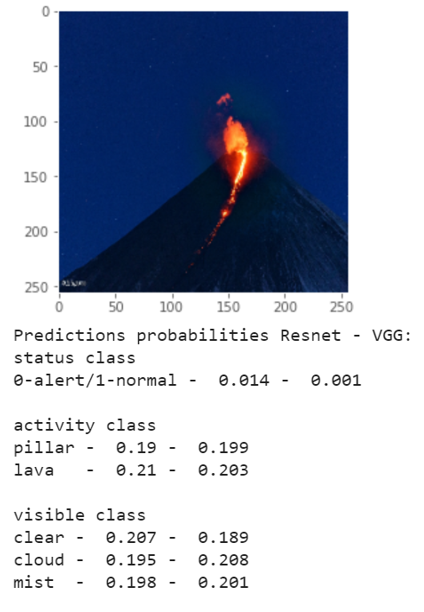 0
50
100
150
200
250
0 50 100 150 200 250
Predictions probabilities Resnet - VGG:
status class
0-alert/1-normal - 0.014 - 0.001
activity class
pillar - 0.19 - 0.199
lava - 0.21 - 0.203
visible class
clear - 0.207 - 0.189
cloud - 0.195 - 0.208
mist - 0.198 - 0.201